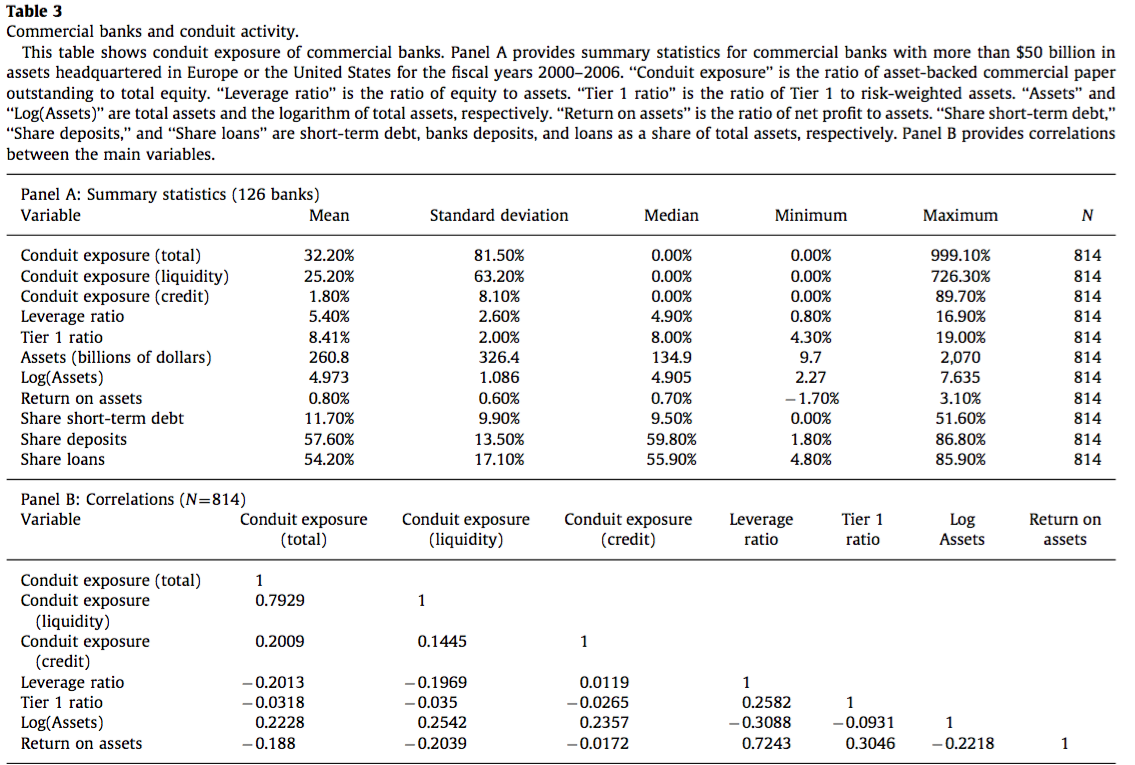 Table 3
Commercial banks and conduit activity.
This table shows conduit exposure of commercial banks. Panel A provides summary statistics for commercial banks with more than $50 billion in
assets headquartered in Europe or the United States for the fiscal years 2000–2006. “Conduit exposure” is the ratio of asset-backed commercial paper
outstanding to total equity. “Leverage ratio” is the ratio of equity to assets. “Tier 1 ratio” is the ratio of Tier 1 to risk-weighted assets. “Assets” and
“Log(Assets)” are total assets and the logarithm of total assets, respectively. “Return on assets” is the ratio of net profit to assets. “Share short-term debt,”
“Share deposits,” and “Share loans” are short-term debt, banks deposits, and loans as a share of total assets, respectively. Panel B provides correlations
between the main variables.
Panel A: Summary statistics (126 banks)
Variable Mean Standard deviation Median Minimum Maximum N
Conduit exposure (total) 32.20% 81.50% 0.00% 0.00% 999.10% 814
Conduit exposure (liquidity) 25.20% 63.20% 0.00% 0.00% 726.30% 814
Conduit exposure (credit) 1.80% 8.10% 0.00% 0.00% 89.70% 814
Leverage ratio 5.40% 2.60% 4.90% 0.80% 16.90% 814
Tier 1 ratio 8.41% 2.00% 8.00% 4.30% 19.00% 814
Assets (billions of dollars) 260.8 326.4 134.9 9.7 2,070 814
Log(Assets) 4.973 1.086 4.905 2.27 7.635 814
Return on assets 0.80% 0.60% 0.70% −1.70% 3.10% 814
Share short-term debt 11.70% 9.90% 9.50% 0.00% 51.60% 814
Share deposits 57.60% 13.50% 59.80% 1.80% 86.80% 814
Share loans 54.20% 17.10% 55.90% 4.80% 85.90% 814
Panel B: Correlations (N=814)
Variable Conduit exposure Conduit exposure Conduit exposure Leverage Tier 1 Log Return on
(total) (liquidity) (credit) ratio ratio Assets assets
Conduit exposure (total) 1
Conduit exposure 0.7929 1
(liquidity)
Conduit exposure 0.2009 0.1445 1
(credit)
Leverage ratio −0.2013 −0.1969 0.0119 1
Tier 1 ratio −0.0318 −0.035 −0.0265 0.2582 1
Log(Assets) 0.2228 0.2542 0.2357 −0.3088 −0.0931 1
Return on assets −0.188 −0.2039 −0.0172 0.7243 0.3046 −0.2218 1